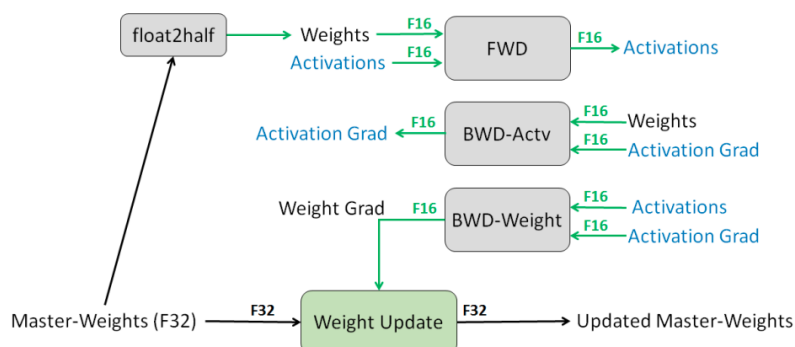 float2half
Weights
F16
Activations
F16
FWD
F16
Activations
Activation Grad
F16
BWD-Actv
F16
Weights
F16
Activation Grad
Weight Grad
F16
BWD-Weight
F16
Activations
F16
Activation Grad
Master-Weights (F32)
F32
Weight Update
F32
Updated Master-Weights